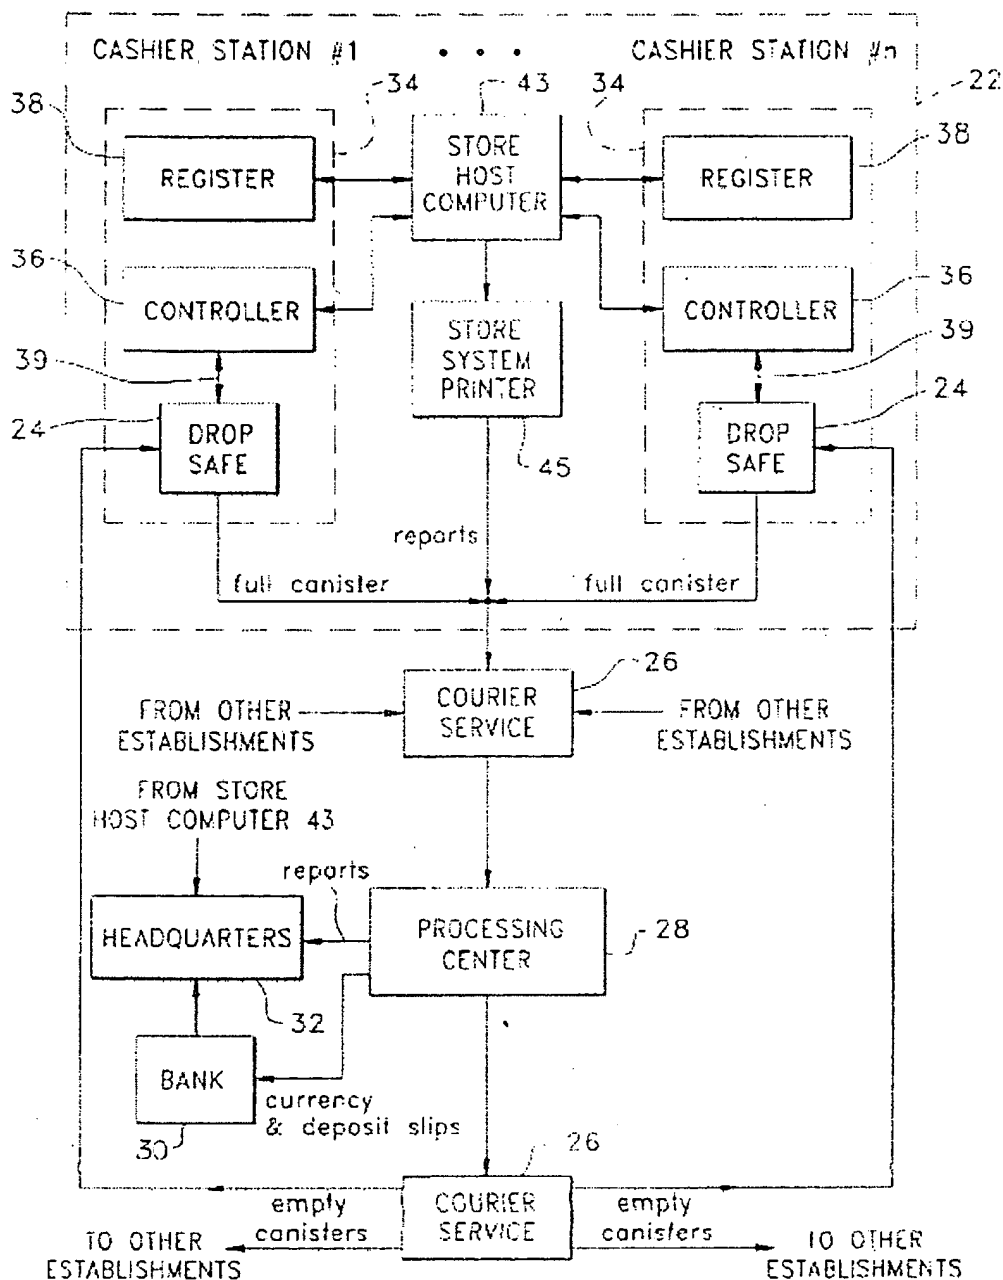 CASHIER STATION #1
• • •
CASHIER STATION #n
34
43
34
22
38
38
REGISTER
STORE
HOST
COMPUTER
REGISTER
36
36
CONTROLLER
STORE
SYSTEM
PRINTER
CONTROLLER
39
39
24
24
DROP
SAFE
DROP
SAFE
45
reports
full canister
full canister
26
COURIER
SERVICE
FROM OTHER
ESTABLISHMENTS
FROM OTHER
ESTABLISHMENTS
FROM STORE
HOST COMPUTER 43
reports
HEADQUARTERS
PROCESSING
CENTER
28
32
BANK
currency
& deposit slips
30
26
empty
canisters
COURIER
SERVICE
empty
canisters
TO OTHER
ESTABLISHMENTS
TO OTHER
ESTABLISHMENTS